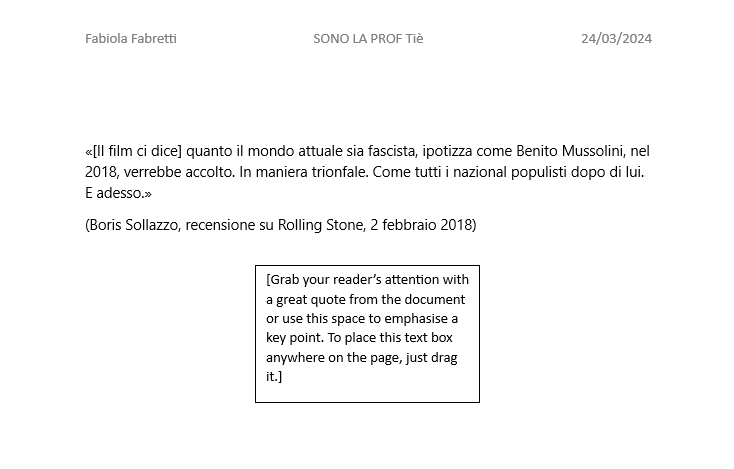 Fabiola Fabretti SONO LA PROF Tiè 24/03/2024
«[Il film ci dice] quanto il mondo attuale sia fascista, ipotizza come Benito Mussolini, nel
2018, verrebbe accolto. In maniera trionfale. Come tutti i nazional populisti dopo di lui.
E adesso.»
(Boris Sollazzo, recensione su Rolling Stone, 2 febbraio 2018)
[Grab your reader’s attention with
a great quote from the document
or use this space to emphasise a
key point. To place this text box
anywhere on the page, just drag
it.]